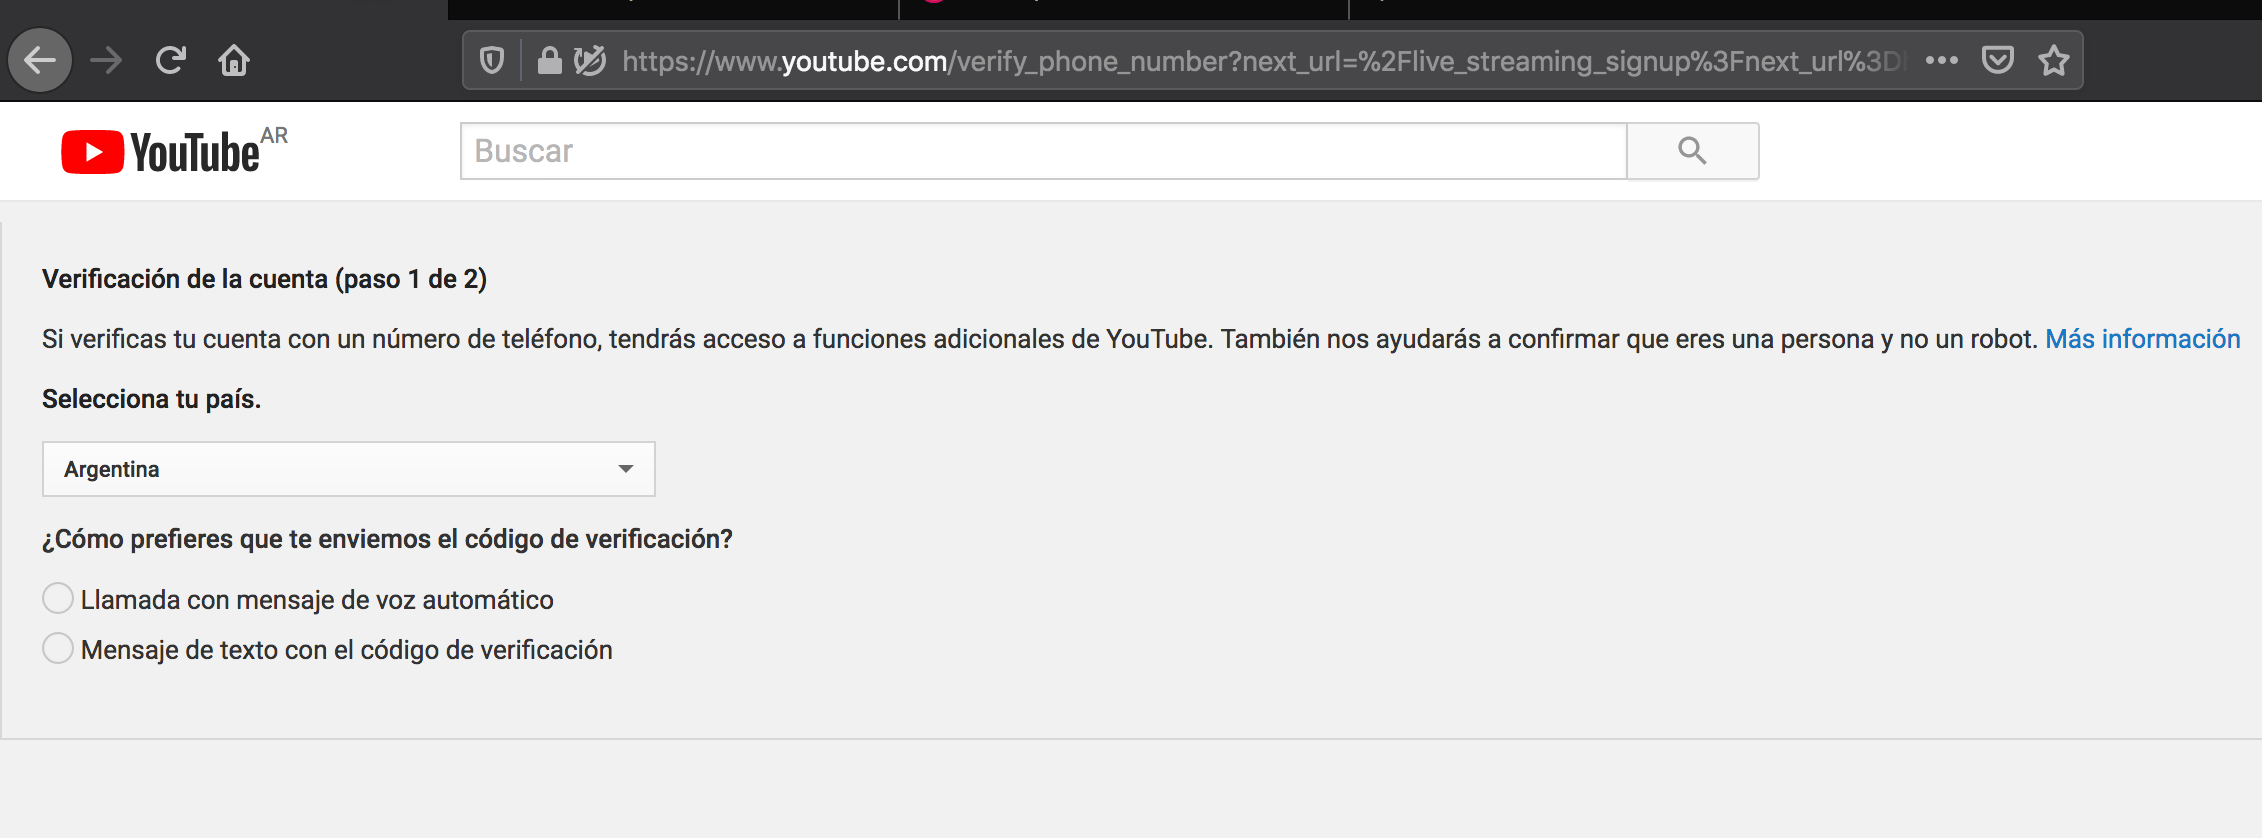 https://www.youtube.com/verify_phone_number?next_url=%2Flive_streaming_signup%3Fnext_url%3D
YouTube AR
Buscar
Verificación de la cuenta (paso 1 de 2)
Si verificas tu cuenta con un número de teléfono, tendrás acceso a funciones adicionales de YouTube. También nos ayudarás a confirmar que eres una persona y no un robot. Más información
Selecciona tu país.
Argentina
¿Cómo prefieres que te enviemos el código de verificación?
Llamada con mensaje de voz automático
Mensaje de texto con el código de verificación